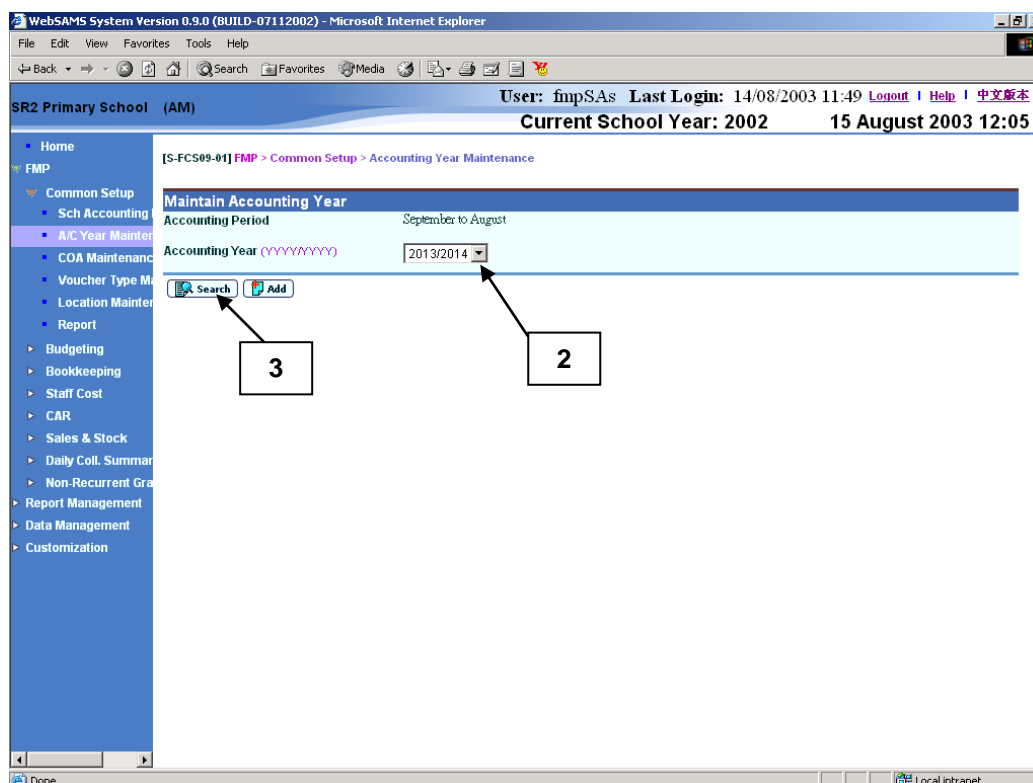 WebSAMS System Version 0.9.0 (BUILD-07112002) - Microsoft Internet Explorer
File Edit View Favorites Tools Help
Back Search Favorites Media
SR2 Primary School (AM)
User: fmpSAs Last Login: 14/08/2003 11:49 Logout | Help | 中文版本
Current School Year: 2002 15 August 2003 12:05
Home
FMP
Common Setup
Sch Accounting
A/C Year Mainter
COA Maintenanc
Voucher Type Ma
Location Mainter
Report
Budgeting
Bookkeeping
Staff Cost
CAR
Sales & Stock
Daily Coll. Summar
Non-Recurrent Gra
Report Management
Data Management
Customization
[S-FCS09-01] FMP > Common Setup > Accounting Year Maintenance
Maintain Accounting Year
Accounting Period September to August
Accounting Year (YYYY/YYYY) 2013/2014
Search Add
3
2
Done Local intranet